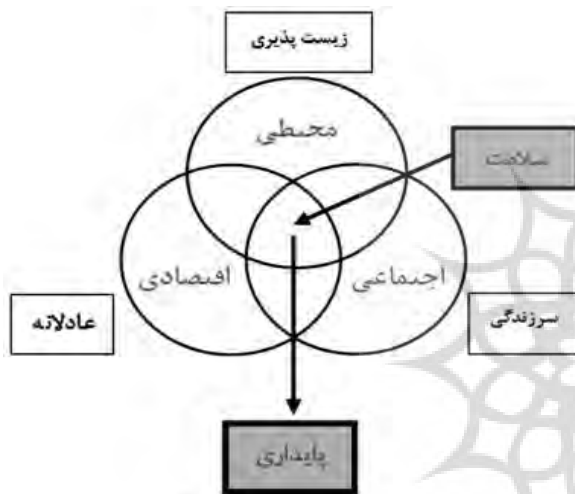 زیست پذیری
محیطی
سلامت
اقتصادی
اجتماعی
عادلانه
سرزندگی
پایداری